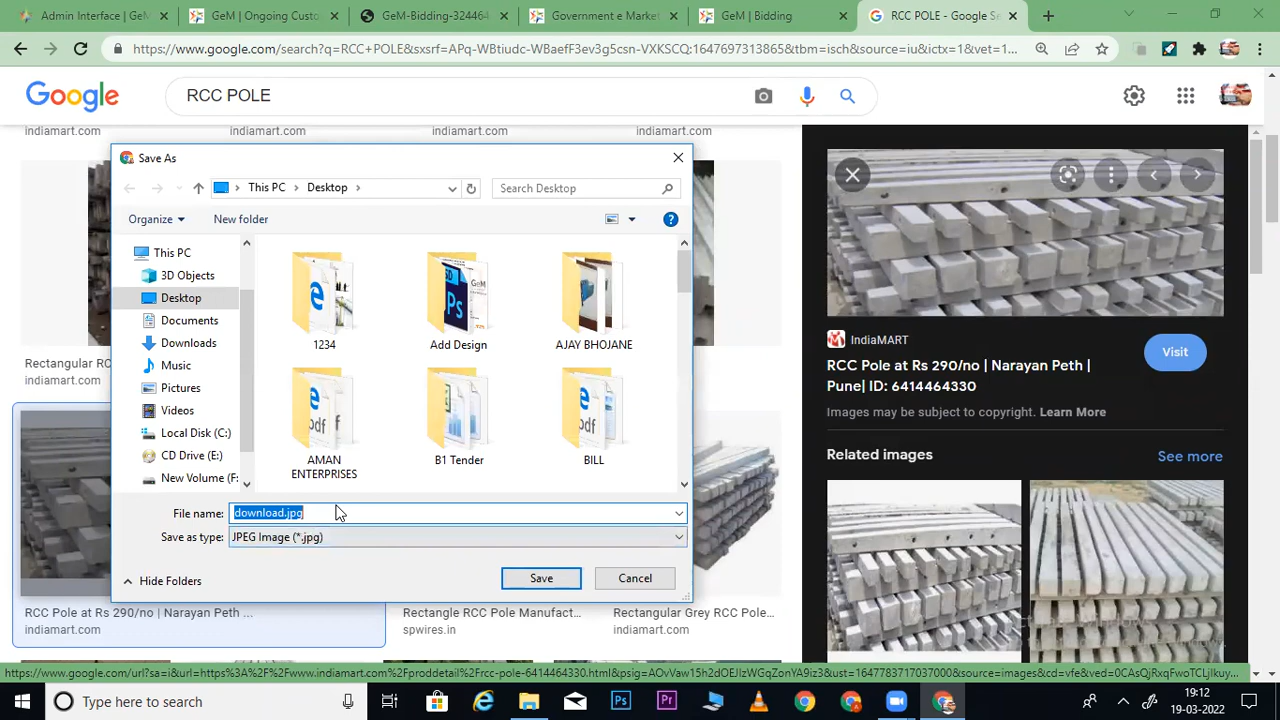 Admin Interface | GeM
GeM | Ongoing Custo
GeM-Bidding-324464
Government e Market
GeM | Bidding
RCC POLE - Google Se
https://www.google.com/search?q=RCC+POLE&sxsrf=APq-WBtiudc-WBaefF3ev3g5csn-VXKSCQ:1647697313865&tbm=isch&source=iu&ictx=1&vet=1...
Google
RCC POLE
indiamart.com
indiamart.com
indiamart.com
indiamart.com
Save As
This PC
Desktop
Search Desktop
Organize
New folder
This PC
3D Objects
Desktop
Documents
Downloads
Music
Pictures
Videos
Local Disk (C:)
CD Drive (E:)
New Volume (F:
1234
Add Design
AJAY BHOJANE
AMAN
ENTERPRISES
B1 Tender
BILL
File name:
download.jpg
Save as type:
JPEG Image (*.jpg)
Hide Folders
Save
Cancel
Rectangular RC
indiamart.com
RCC Pole at Rs 290/no | Narayan Peth ...
indiamart.com
Rectangle RCC Pole Manufact...
spwires.in
Rectangular Grey RCC Pole...
indiamart.com
IndiaMART
RCC Pole at Rs 290/no | Narayan Peth |
Pune| ID: 6414464330
Visit
Images may be subject to copyright. Learn More
Related images
See more
19:12
Type here to search
19-03-2022